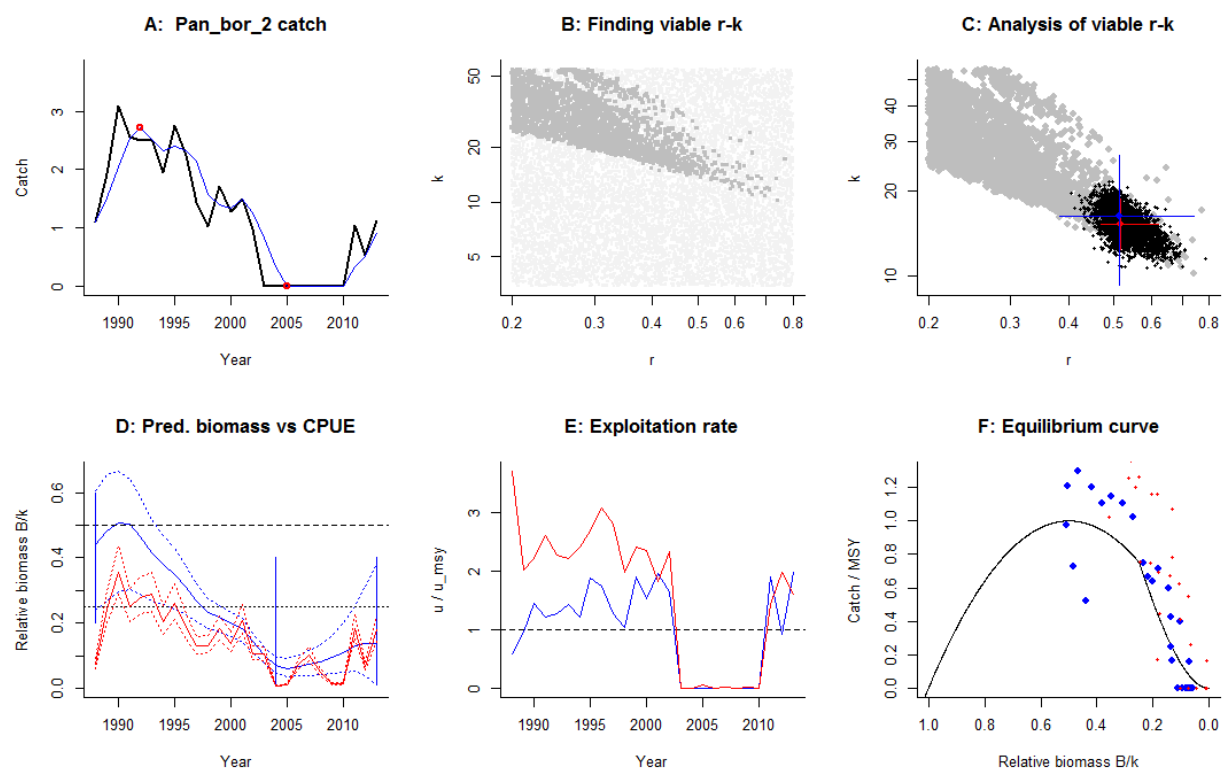 A: Pan_bor_2 catch
Catch
3
2
1
0
1990 1995 2000 2005 2010
Year
B: Finding viable r-k
k
50
20
10
5
0.2 0.3 0.4 0.5 0.6 0.8
r
C: Analysis of viable r-k
k
40
30
20
10
0.2 0.3 0.4 0.5 0.6 0.8
r
D: Pred. biomass vs CPUE
Relative biomass B/k
0.6
0.4
0.2
0.0
1990 1995 2000 2005 2010
Year
E: Exploitation rate
u / u_msy
3
2
1
0
1990 1995 2000 2005 2010
Year
F: Equilibrium curve
Catch / MSY
1.2
1.0
0.8
0.6
0.4
0.2
0.0
1.0 0.8 0.6 0.4 0.2 0.0
Relative biomass B/k